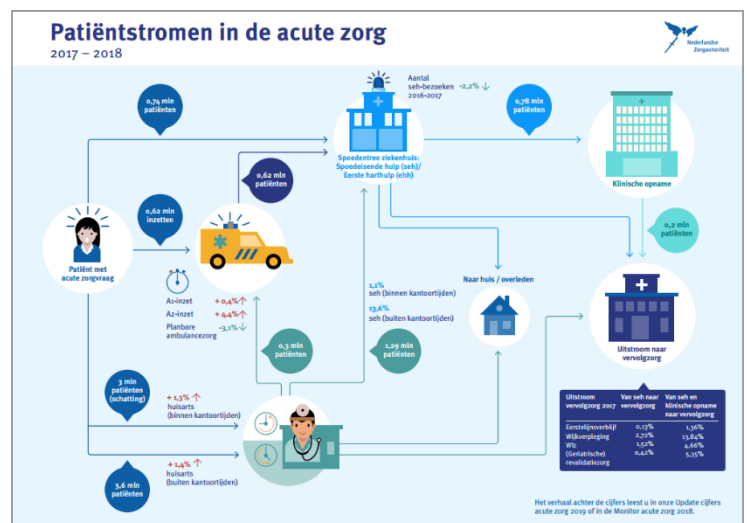 Patiëntstromen in de acute zorg
2017 – 2018
Nederlandse
Zorgautoriteit
Aantal
seh-bezoeken -2,2% ↓
2016-2017
0,74 mln
patiënten
0,78 mln
patiënten
Spoedentree ziekenhuis:
Spoedeisende hulp (seh)/
Eerste harthulp (ehh)
Klinische opname
0,62 mln
patiënten
0,62 mln
inzetten
0,2 mln
patiënten
Patiënt met
acute zorgvraag
Naar huis / overleden
A1-inzet + 0,4% ↑
A2-inzet + 4,4% ↑
Planbare -3,1% ↓
ambulancezorg
1,1%
seh (binnen kantoortijden)
13,6%
seh (buiten kantoortijden)
0,3 mln
patiënten
1,29 mln
patiënten
Uitstroom naar
vervolgzorg
3 mln
patiënten
(schatting)
+ 1,3% ↑
huisarts
(binnen kantoortijden)
+ 1,4% ↑
huisarts
(buiten kantoortijden)
3,6 mln
patiënten
Uitstroom Van seh naar Van seh en
vervolgzorg 2017 vervolgzorg klinische opname
naar vervolgzorg
Eerstelijnsverblijf 0,13% 1,36%
Wijkverpleging 2,72% 13,84%
Wlz 1,52% 4,66%
(Geriatrische) 0,42% 5,35%
revalidatiezorg
Het verhaal achter de cijfers leest u in onze Update cijfers
acute zorg 2019 of in de Monitor acute zorg 2018.